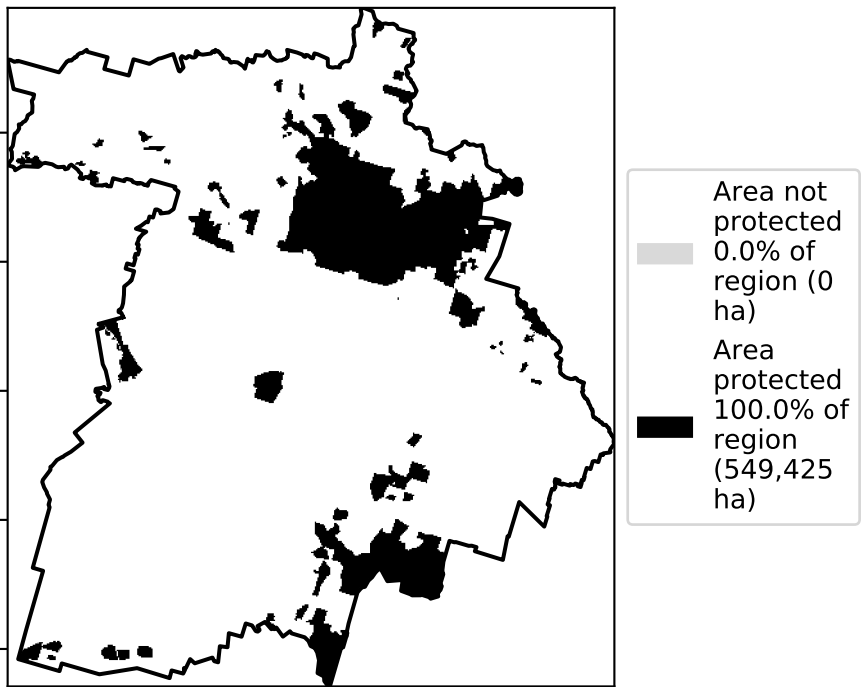 Area not
protected
0.0% of
region (0
ha)
Area
protected
100.0% of
region
(549,425
ha)